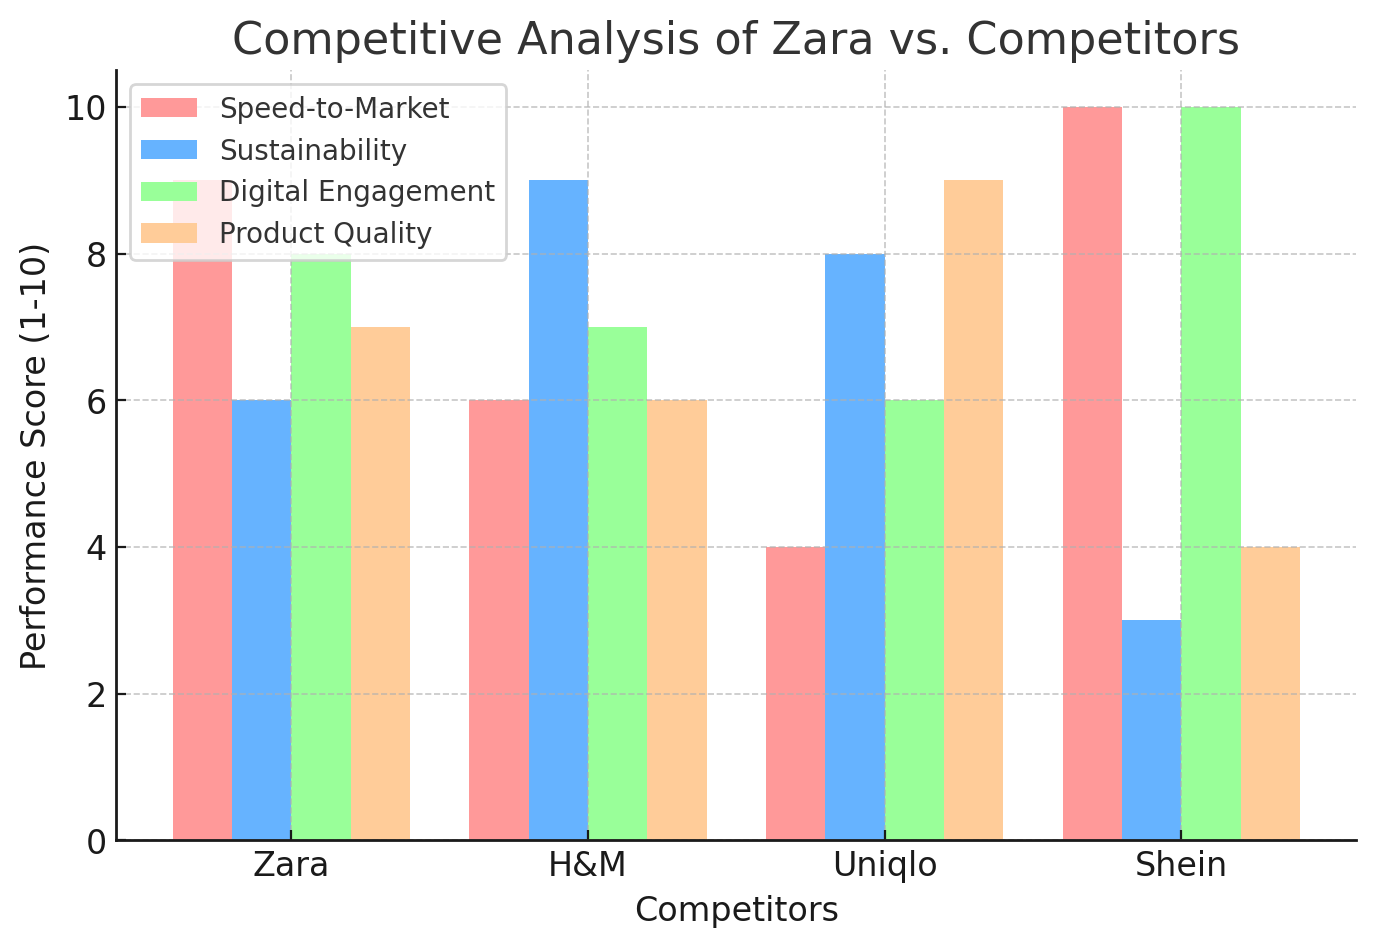 Competitive Analysis of Zara vs. Competitors
Speed-to-Market
Sustainability
Digital Engagement
Product Quality
Performance Score (1-10)
10
8
6
4
2
0
Zara
H&M
Uniqlo
Shein
Competitors